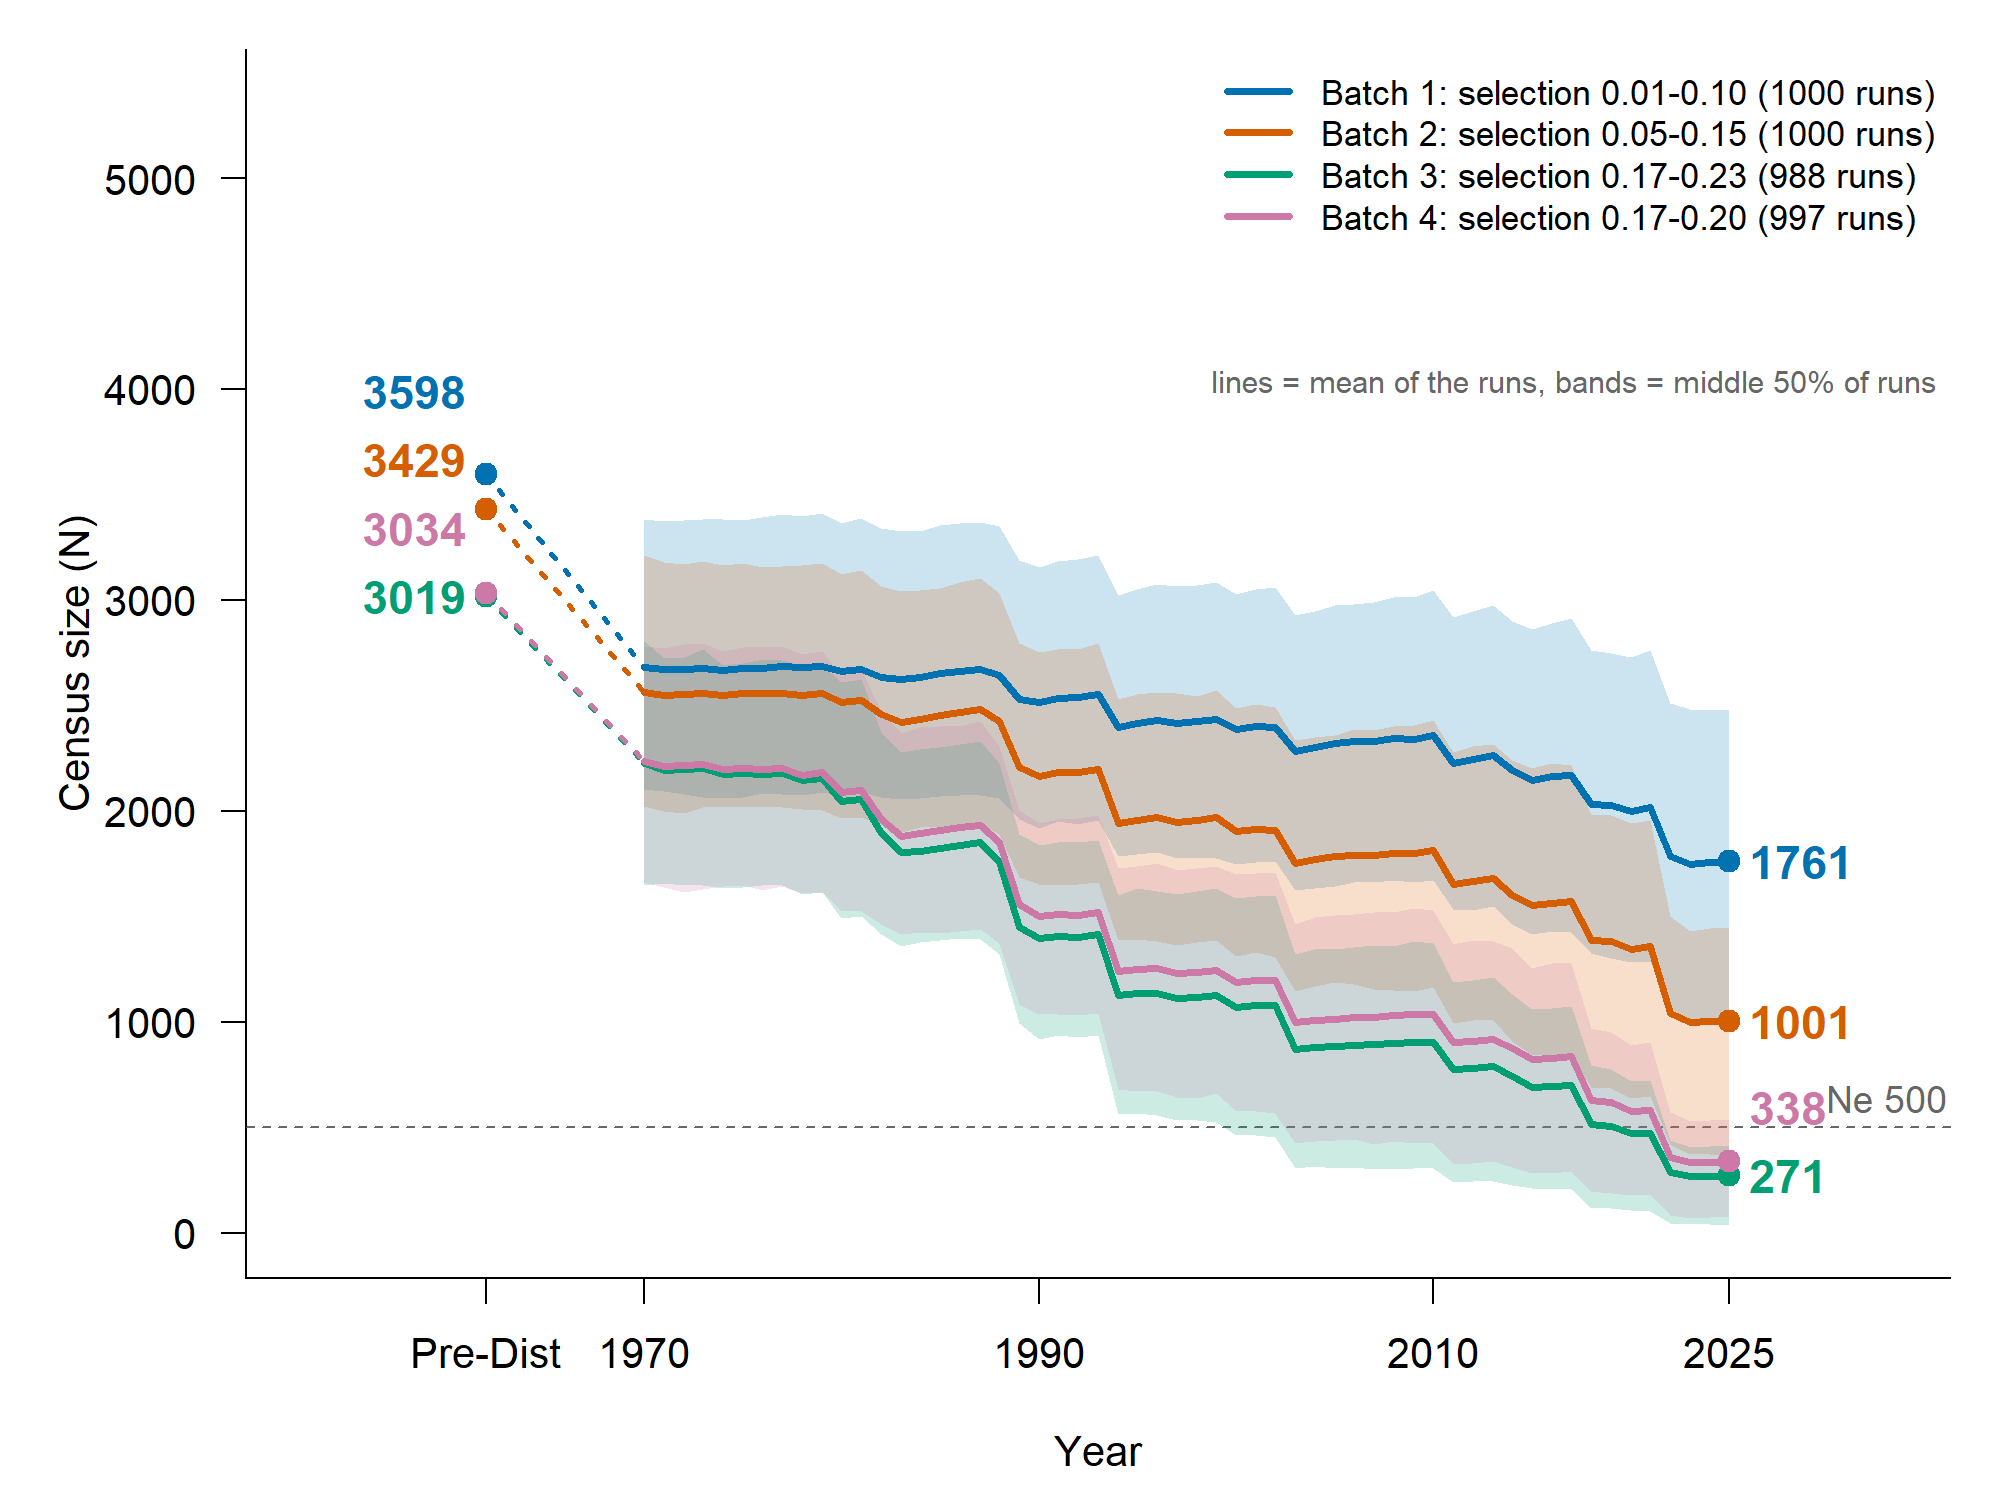 Batch 1: selection 0.01-0.10 (1000 runs)
Batch 2: selection 0.05-0.15 (1000 runs)
Batch 3: selection 0.17-0.23 (988 runs)
Batch 4: selection 0.17-0.20 (997 runs)
lines = mean of the runs, bands = middle 50% of runs
Census size (N)
5000
4000
3000
2000
1000
0
3598
3429
3034
3019
1761
1001
338
Ne 500
271
Pre-Dist
1970
1990
2010
2025
Year